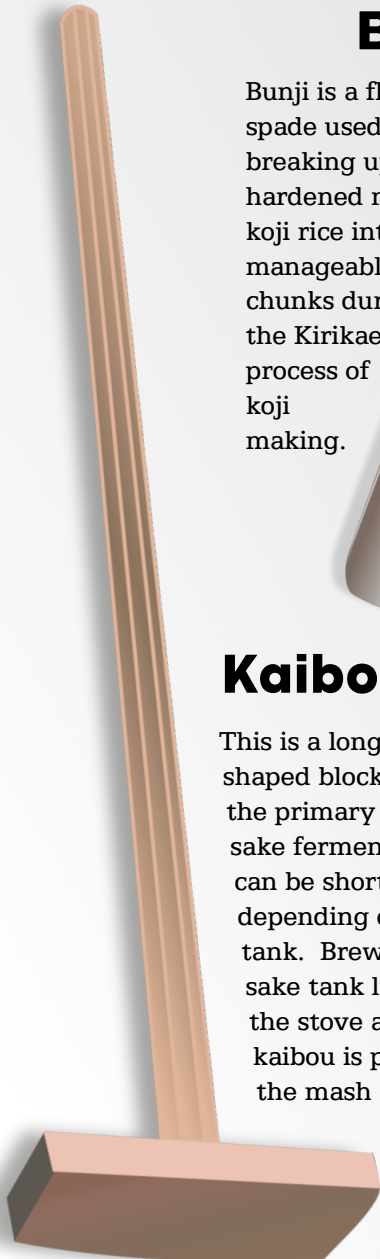 B
Bunji is a fl
spade used
breaking u
hardened
koji rice int
manageabl
chunks dur
the Kirikae
process of
koji
making.
Kaibo
This is a long
shaped block
the primary
sake fermen
can be short
depending
tank. Brew
sake tank l
the stove a
kaibou is p
the mash